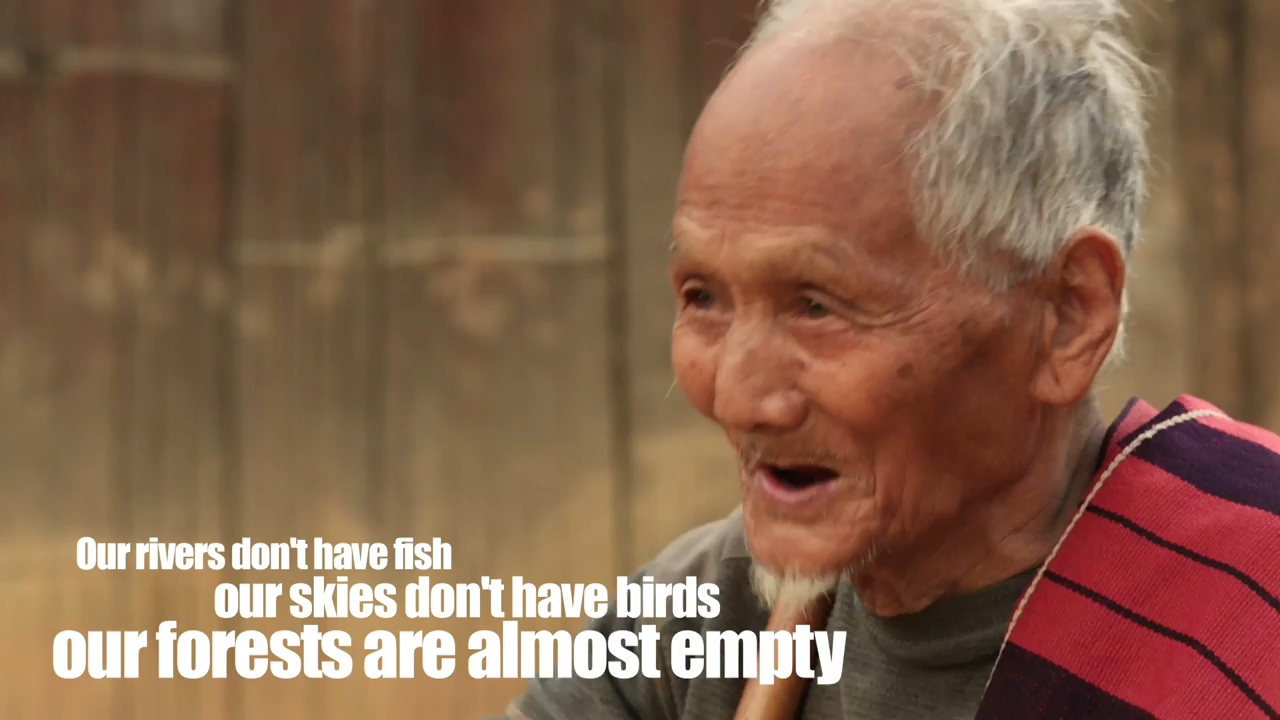 Our rivers don't have fish
our skies don't have birds
our forests are almost empty